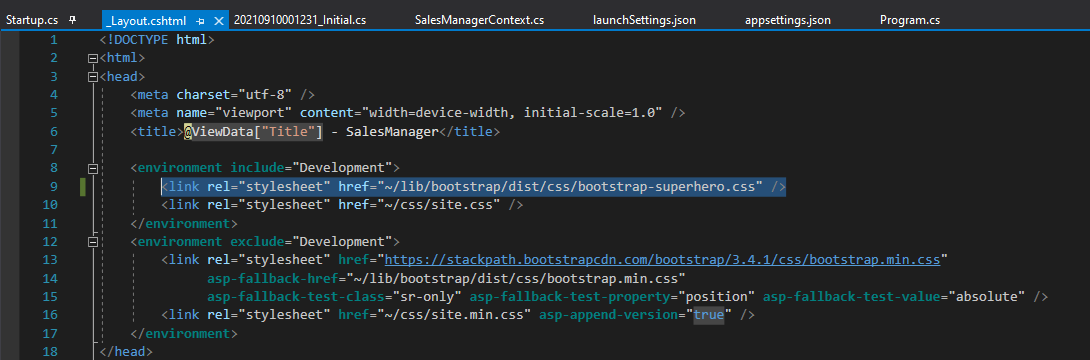 Startup.cs _Layout.cshtml 20210910001231_Initial.cs SalesManagerContext.cs launchSettings.json appsettings.json Program.cs
1 <!DOCTYPE html>
2 <html>
3 <head>
4 <meta charset="utf-8" />
5 <meta name="viewport" content="width=device-width, initial-scale=1.0" />
6 <title>@ViewData["Title"] - SalesManager</title>
7
8 <environment include="Development">
9 <link rel="stylesheet" href="~/lib/bootstrap/dist/css/bootstrap-superhero.css" />
10 <link rel="stylesheet" href="~/css/site.css" />
11 </environment>
12 <environment exclude="Development">
13 <link rel="stylesheet" href="https://stackpath.bootstrapcdn.com/bootstrap/3.4.1/css/bootstrap.min.css"
14 asp-fallback-href="~/lib/bootstrap/dist/css/bootstrap.min.css"
15 asp-fallback-test-class="sr-only" asp-fallback-test-property="position" asp-fallback-test-value="absolute" />
16 <link rel="stylesheet" href="~/css/site.min.css" asp-append-version="true" />
17 </environment>
18 </head>